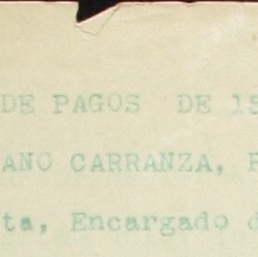 DE PAGOS DE 15
ANO CARRANZA,
ta, Encargado